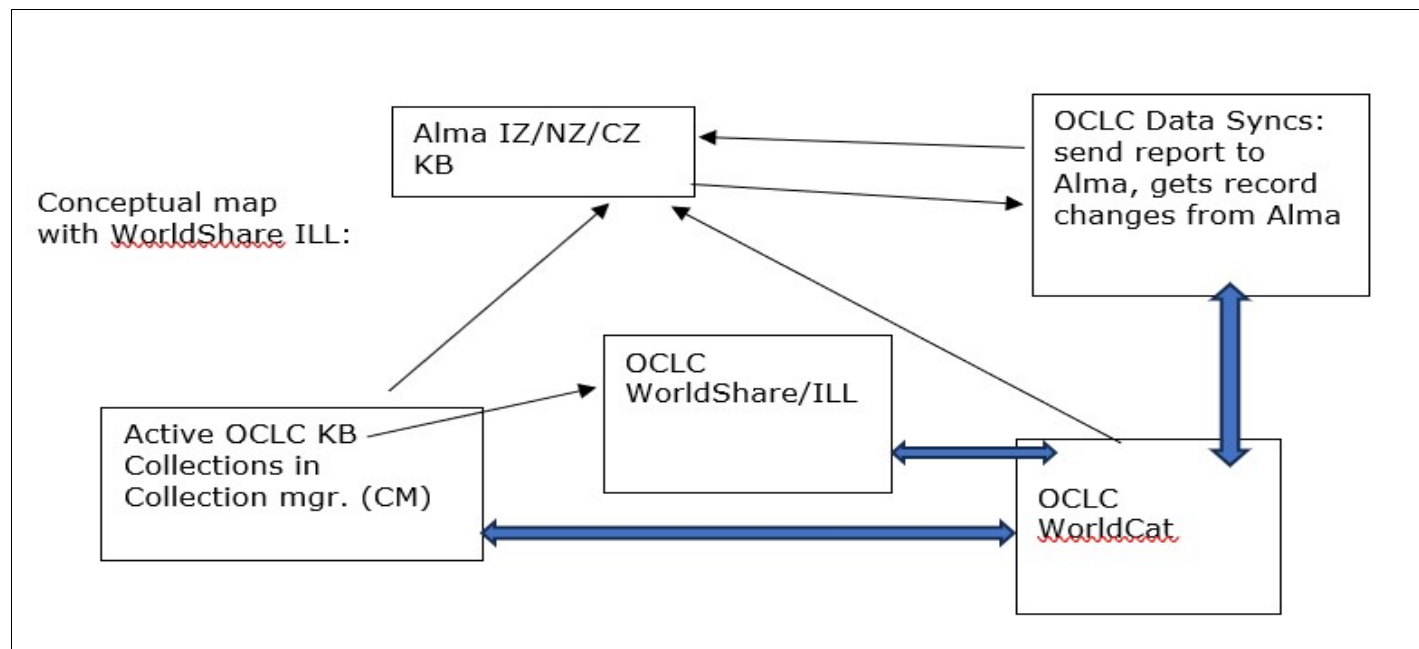 Alma IZ/NZ/CZ
KB
OCLC Data Syncs:
send report to
Alma, gets record
changes from Alma
Conceptual map
with WorldShare ILL:
OCLC
WorldShare/ILL
Active OCLC KB
Collections in
Collection mgr. (CM)
OCLC
WorldCat